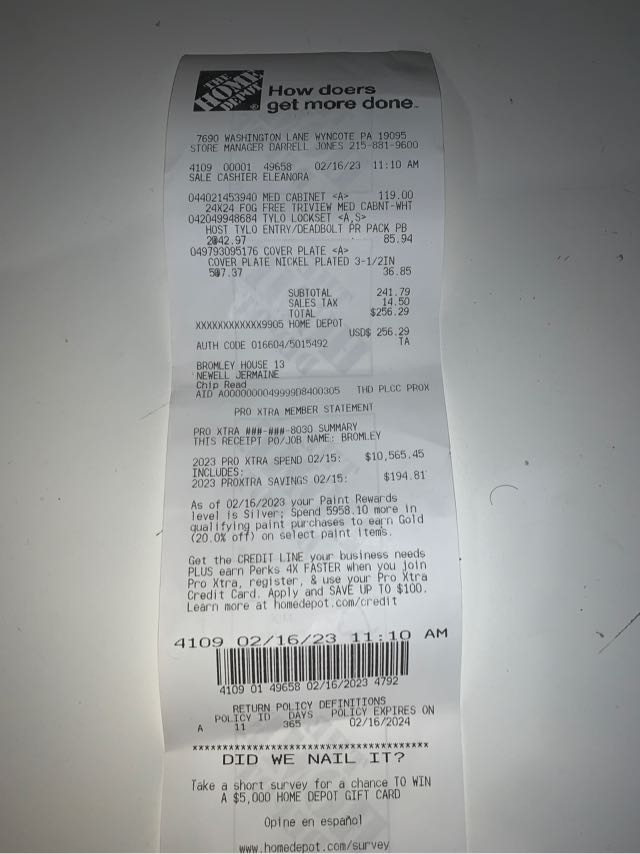 THE
HOME
DEPOT
How doers
get more done.
7690 WASHINGTON LANE WYNCOTE PA 19095
STORE MANAGER DARRELL JONES 215-881-9600
4109 00001 49658 02/16/23 11:10 AM
SALE CASHIER ELEANORA
044021453940 MED CABINET <A> 119.00
24X24 FOG FREE TRIVIEW MED CABNT-WHT
042049948684 TYLO LOCKSET <A,S>
HOST TYLO ENTRY/DEADBOLT PR PACK PB
2@42.97 85.94
049793095176 COVER PLATE <A>
COVER PLATE NICKEL PLATED 3-1/2IN
5@7.37 36.85
SUBTOTAL 241.79
SALES TAX 14.50
TOTAL $256.29
XXXXXXXXXXXX9905 HOME DEPOT
USD$ 256.29
AUTH CODE 016604/5015492 TA
BROMLEY HOUSE 13
NEWELL JERMAINE
Chip Read
AID A0000000049999D8400305 THD PLCC PROX
PRO XTRA MEMBER STATEMENT
PRO XTRA ###-###-8030 SUMMARY
THIS RECEIPT PO/JOB NAME: BROMLEY
2023 PRO XTRA SPEND 02/15: $10,565.45
INCLUDES:
2023 PROXTRA SAVINGS 02/15: $194.81
As of 02/16/2023 your Paint Rewards
level is Silver; Spend 5958.10 more in
qualifying paint purchases to earn Gold
(20.0% off) on select paint items.
Get the CREDIT LINE your business needs
PLUS earn Perks 4X FASTER when you join
Pro Xtra, register, & use your Pro Xtra
Credit Card. Apply and SAVE UP TO $100.
Learn more at homedepot.com/credit
4109 02/16/23 11:10 AM
4109 01 49658 02/16/2023 4792
RETURN POLICY DEFINITIONS
POLICY ID DAYS POLICY EXPIRES ON
A 11 365 02/16/2024
*****************************************
DID WE NAIL IT?
Take a short survey for a chance TO WIN
A $5,000 HOME DEPOT GIFT CARD
Opine en español
www.homedepot.com/survey